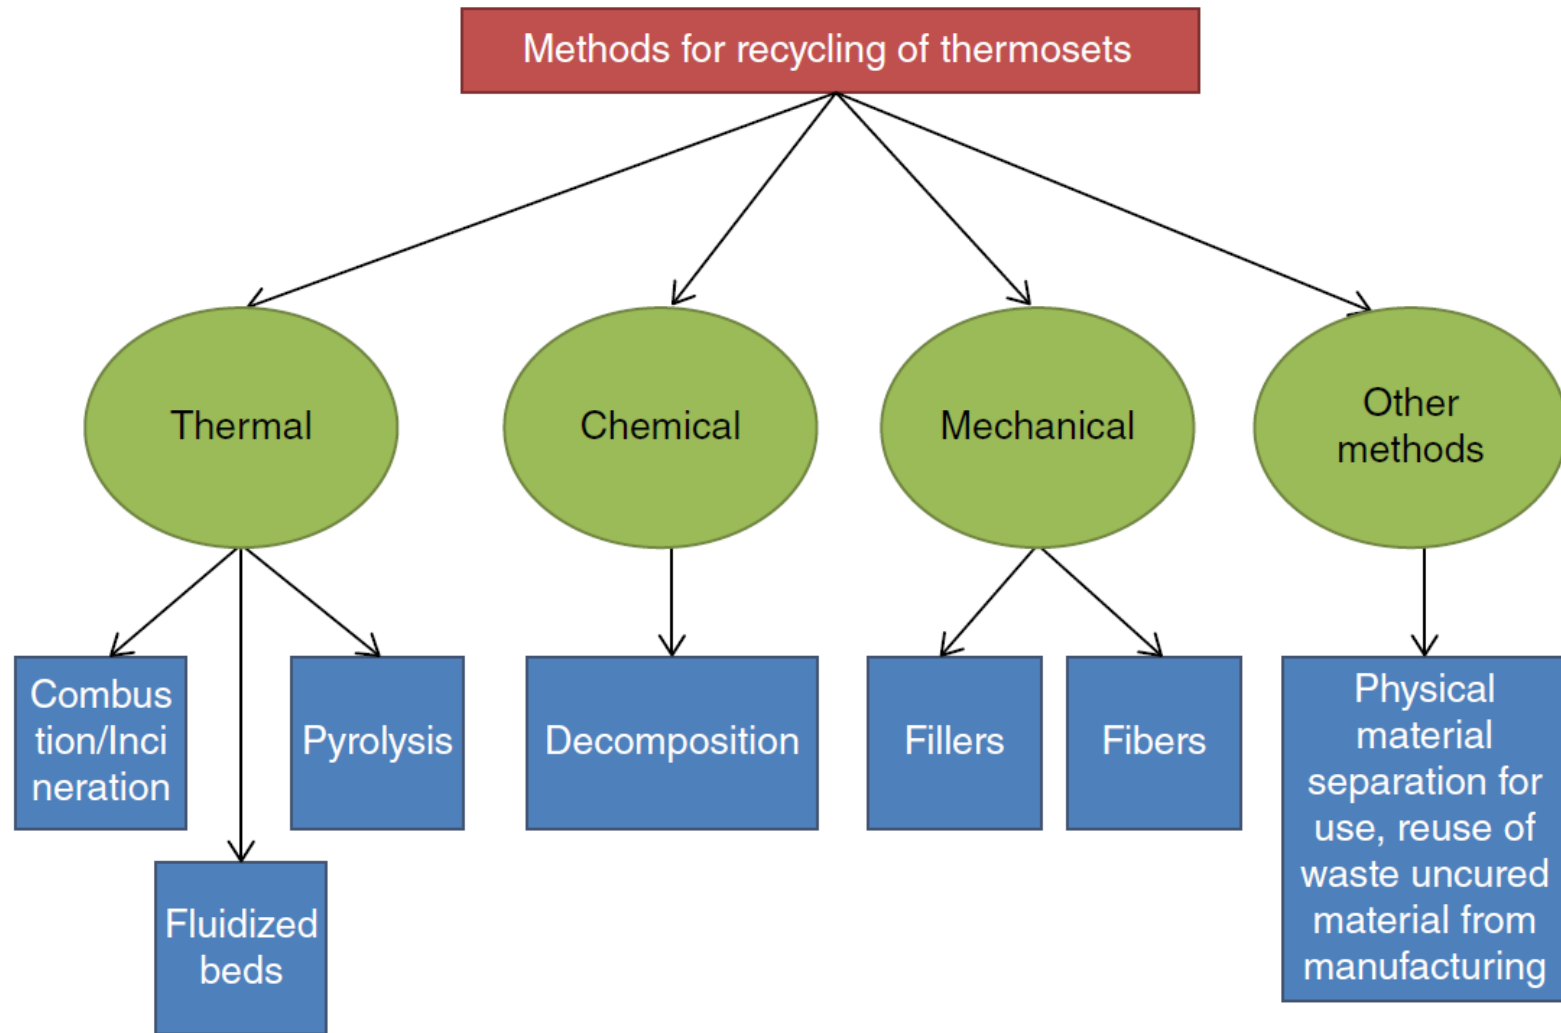 Methods for recycling of thermosets
Thermal
Chemical
Mechanical
Other
methods
Combus
tion/Inci
neration
Pyrolysis
Fluidized
beds
Decomposition
Fillers
Fibers
Physical
material
separation for
use, reuse of
waste uncured
material from
manufacturing